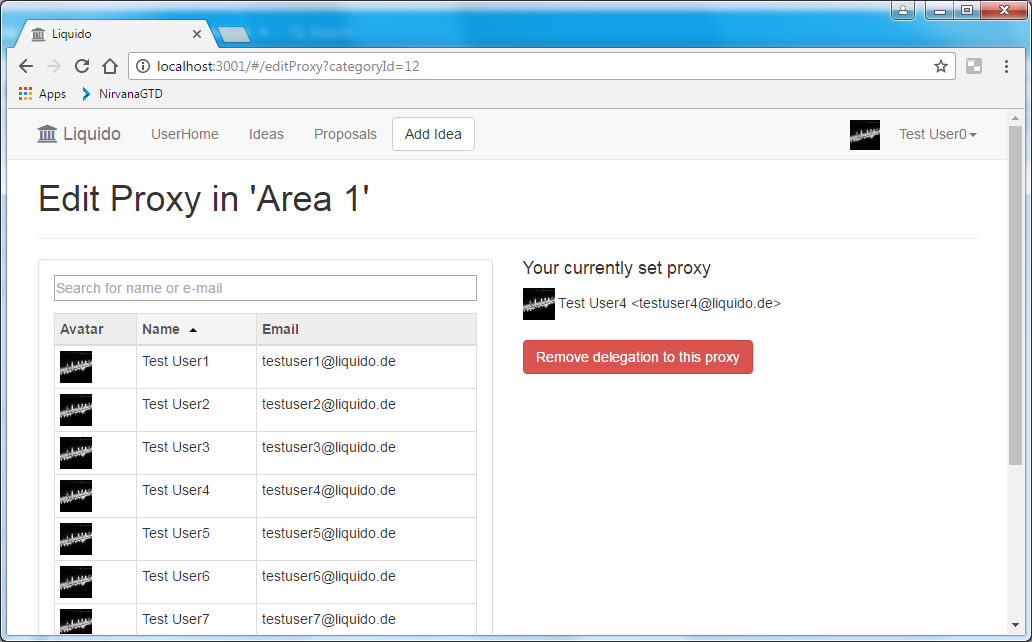 Liquido
localhost:3001/#/editProxy?categoryId=12
Apps NirvanaGTD
Liquido UserHome Ideas Proposals Add Idea Test User0
Edit Proxy in 'Area 1'
Search for name or e-mail
Avatar Name Email
Test User1 testuser1@liquido.de
Test User2 testuser2@liquido.de
Test User3 testuser3@liquido.de
Test User4 testuser4@liquido.de
Test User5 testuser5@liquido.de
Test User6 testuser6@liquido.de
Test User7 testuser7@liquido.de
Your currently set proxy
Test User4 <testuser4@liquido.de>
Remove delegation to this proxy